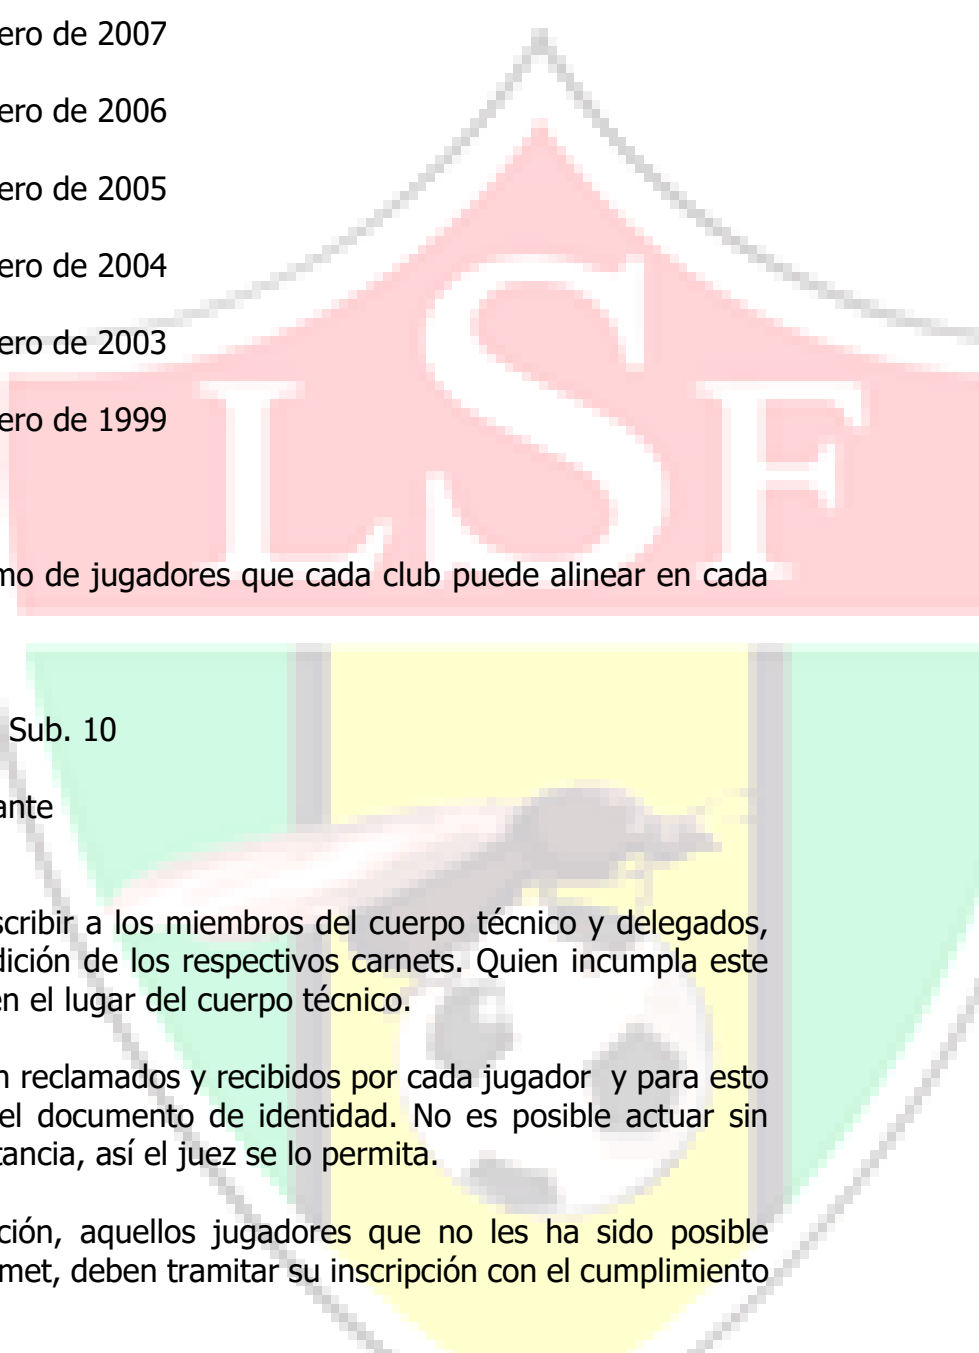 ero de 2007
ero de 2006
ero de 2005
ero de 2004
ero de 2003
ero de 1999
LSF
mo de jugadores que cada club puede alinear en cada
Sub. 10
ante
scribir a los miembros del cuerpo técnico y delegados,
dición de los respectivos carnets. Quien incumpla este
en el lugar del cuerpo técnico.
n reclamados y recibidos por cada jugador y para esto
el documento de identidad. No es posible actuar sin
tancia, así el juez se lo permita.
ción, aquellos jugadores que no les ha sido posible
met, deben tramitar su inscripción con el cumplimiento